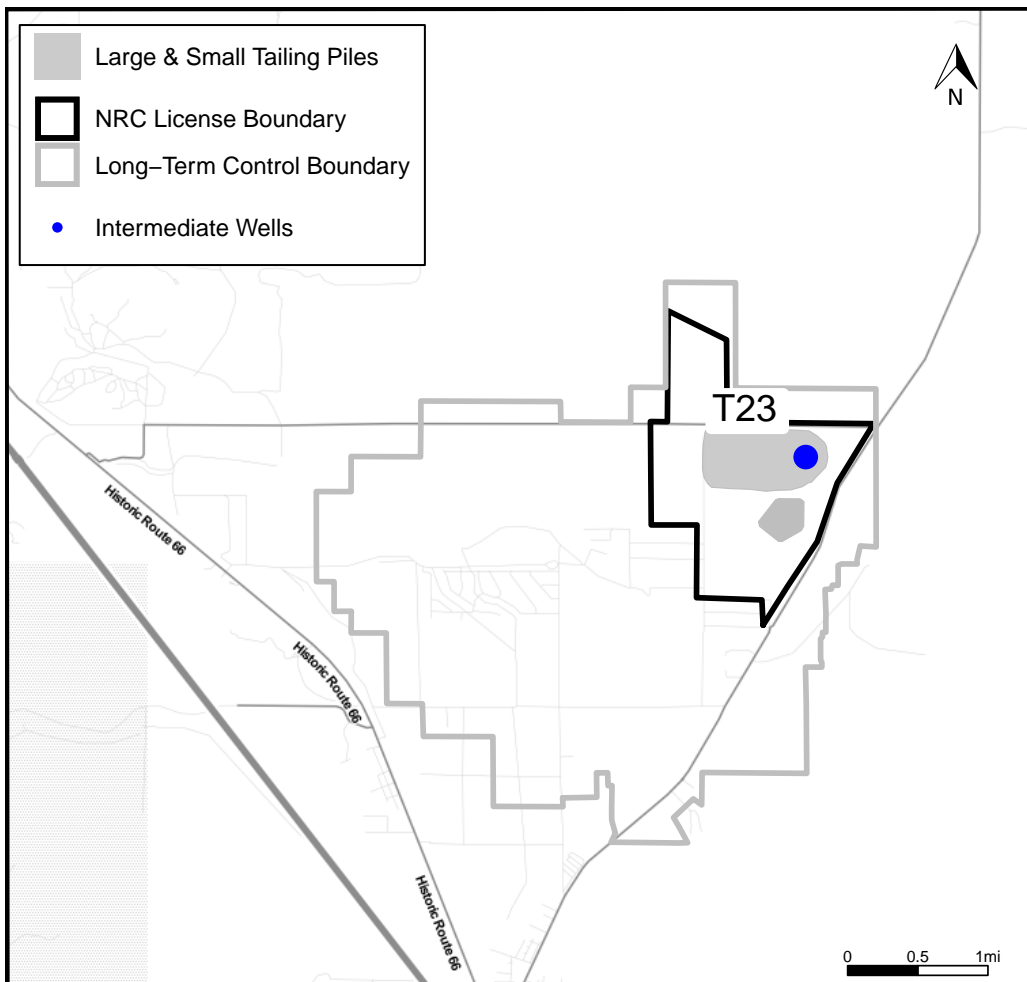 Large & Small Tailing Piles
NRC License Boundary
Long−Term Control Boundary
Intermediate Wells
N
T23
Historic Route 66
Historic Route 66
Historic Route 66
0 0.5 1mi